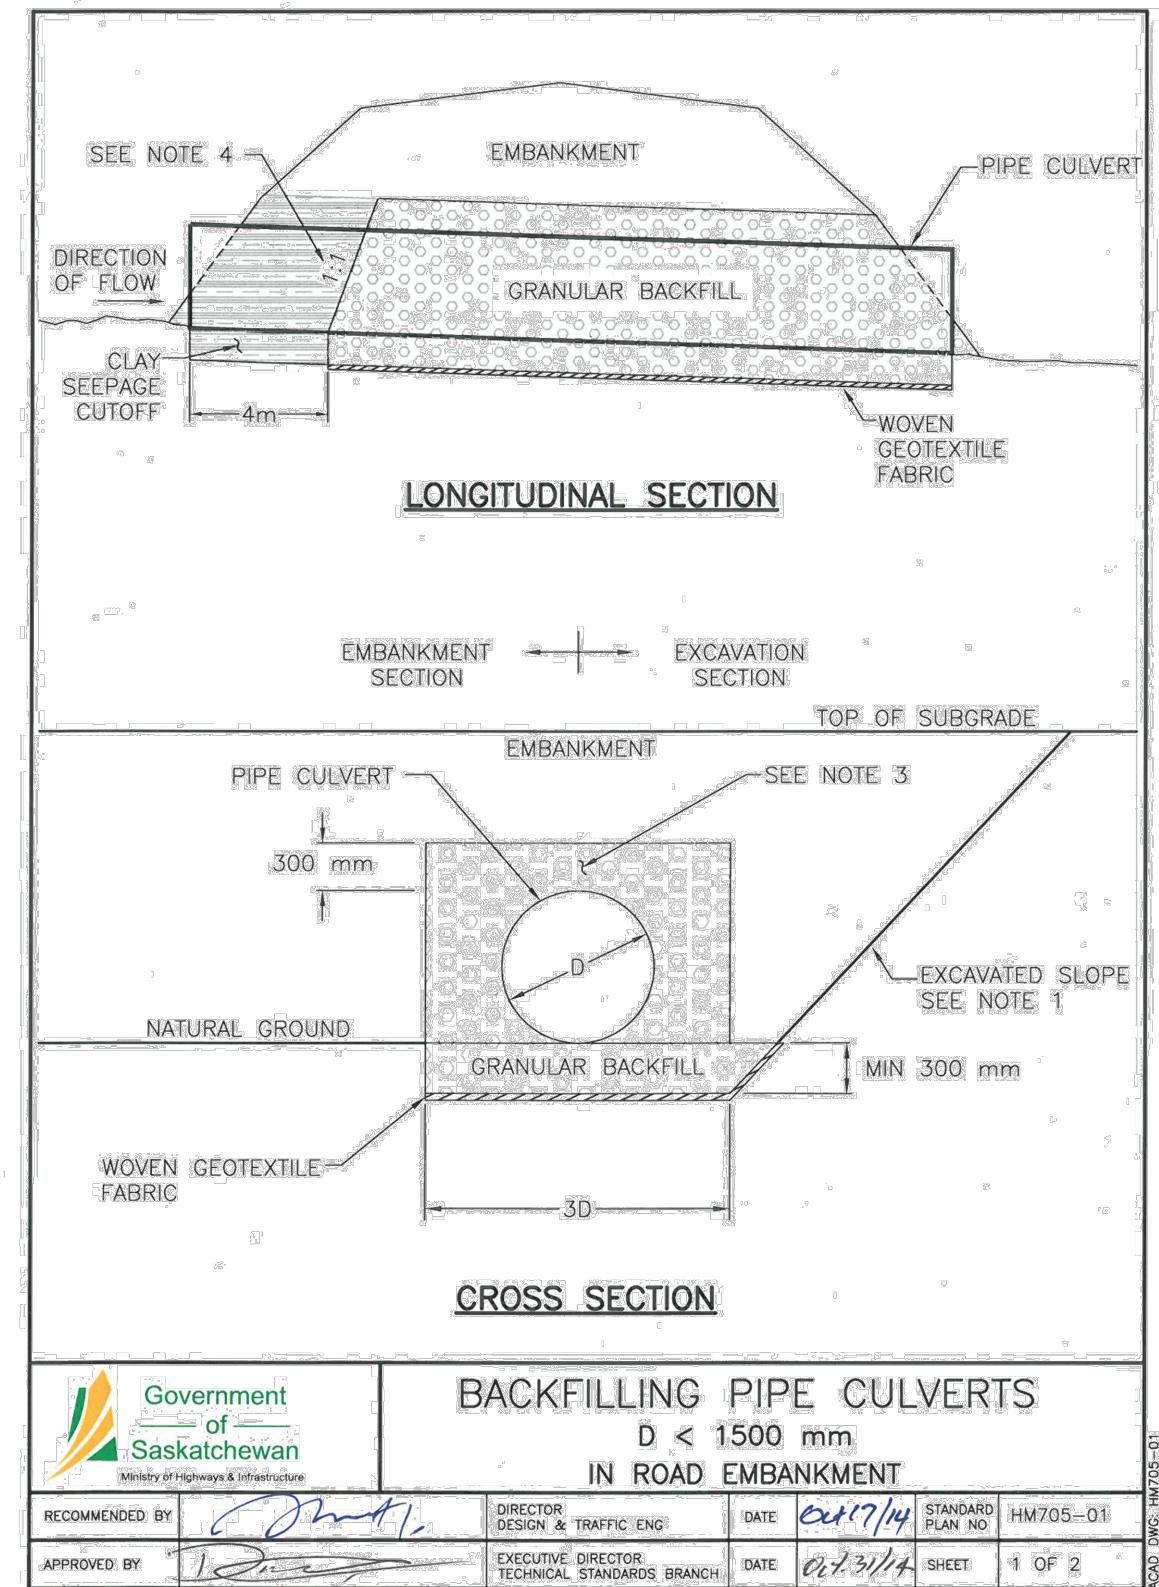 SEE NOTE 4
EMBANKMENT
PIPE CULVERT
DIRECTION
OF FLOW
1:1
GRANULAR BACKFILL
CLAY
SEEPAGE
CUTOFF
4m
WOVEN
GEOTEXTILE
FABRIC
LONGITUDINAL SECTION
EMBANKMENT
SECTION
EXCAVATION
SECTION
TOP OF SUBGRADE
EMBANKMENT
PIPE CULVERT
SEE NOTE 3
300 mm
D
EXCAVATED SLOPE
SEE NOTE 1
NATURAL GROUND
GRANULAR BACKFILL
MIN 300 mm
WOVEN GEOTEXTILE
FABRIC
3D
CROSS SECTION
Government
of
Saskatchewan
Ministry of Highways & Infrastructure
BACKFILLING PIPE CULVERTS
D < 1500 mm
IN ROAD EMBANKMENT
RECOMMENDED BY
DIRECTOR
DESIGN & TRAFFIC ENG
DATE
Oct 17/14
STANDARD
PLAN NO
HM705-01
APPROVED BY
EXECUTIVE DIRECTOR
TECHNICAL STANDARDS BRANCH
DATE
Oct 31/14
SHEET
1 OF 2
CAD DWG: HM705-01